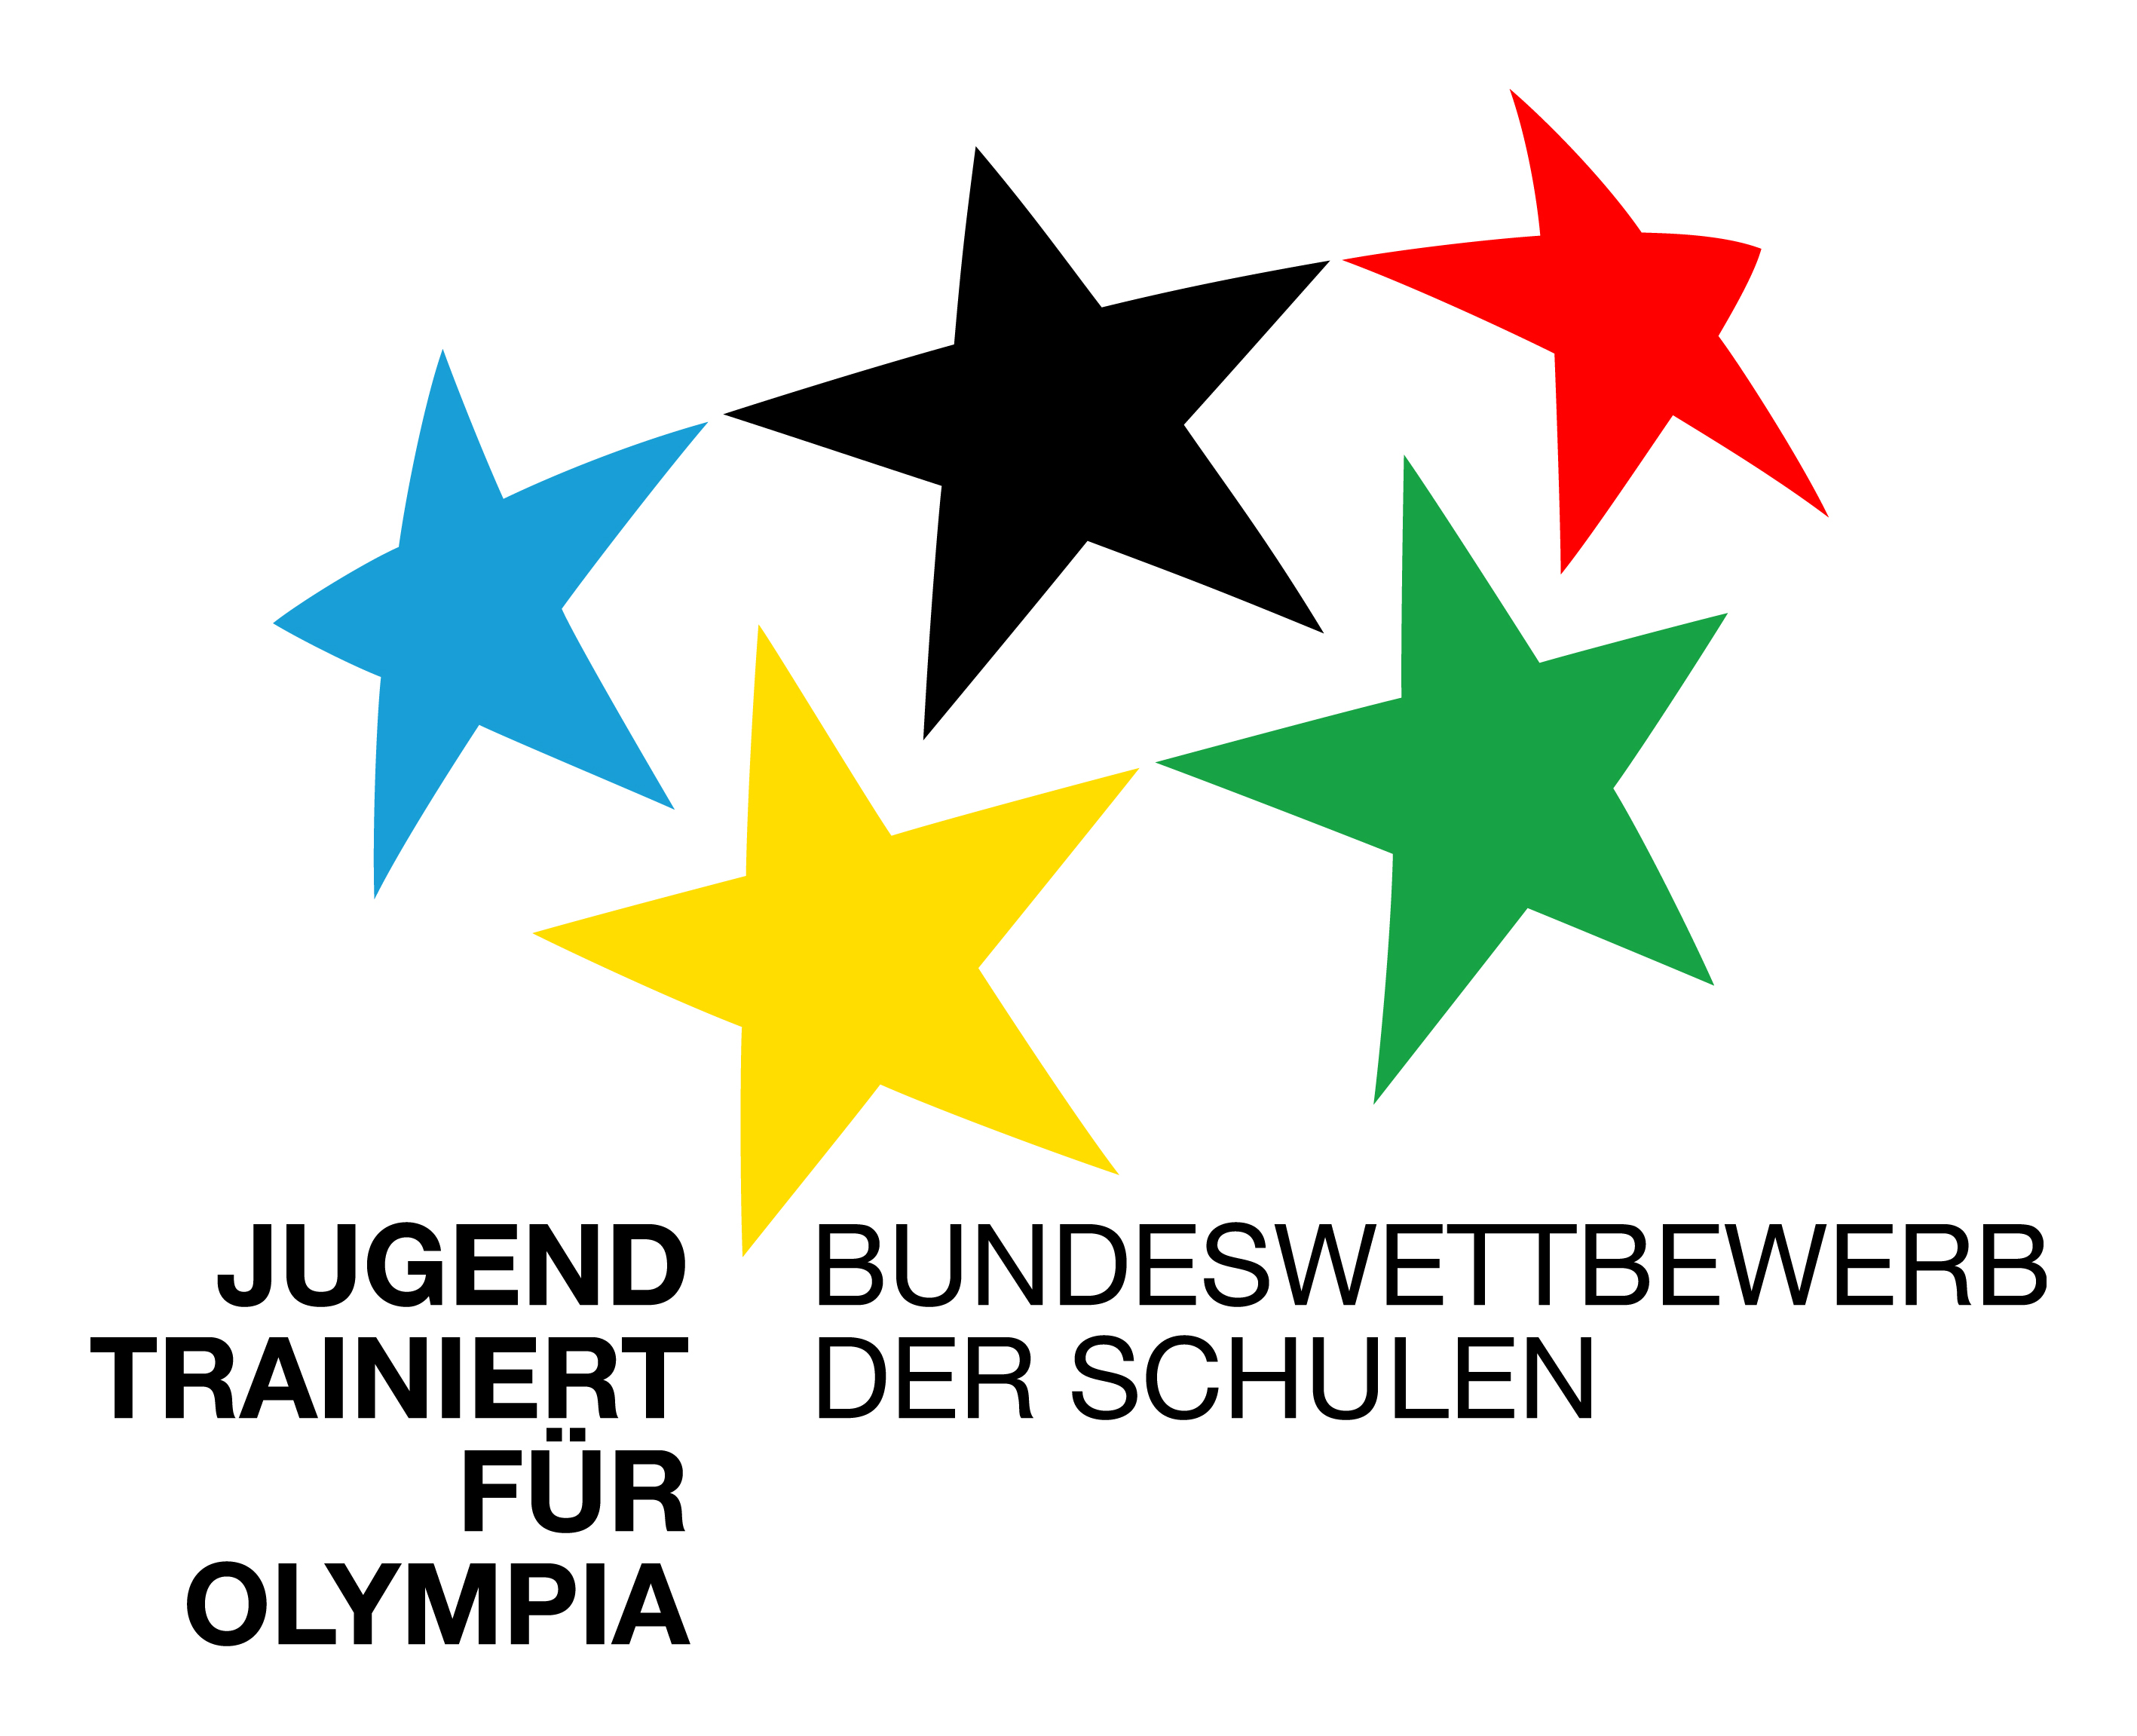 JUGEND
TRAINIERT
FÜR
OLYMPIA
BUNDESWETTBEWERB
DER SCHULEN